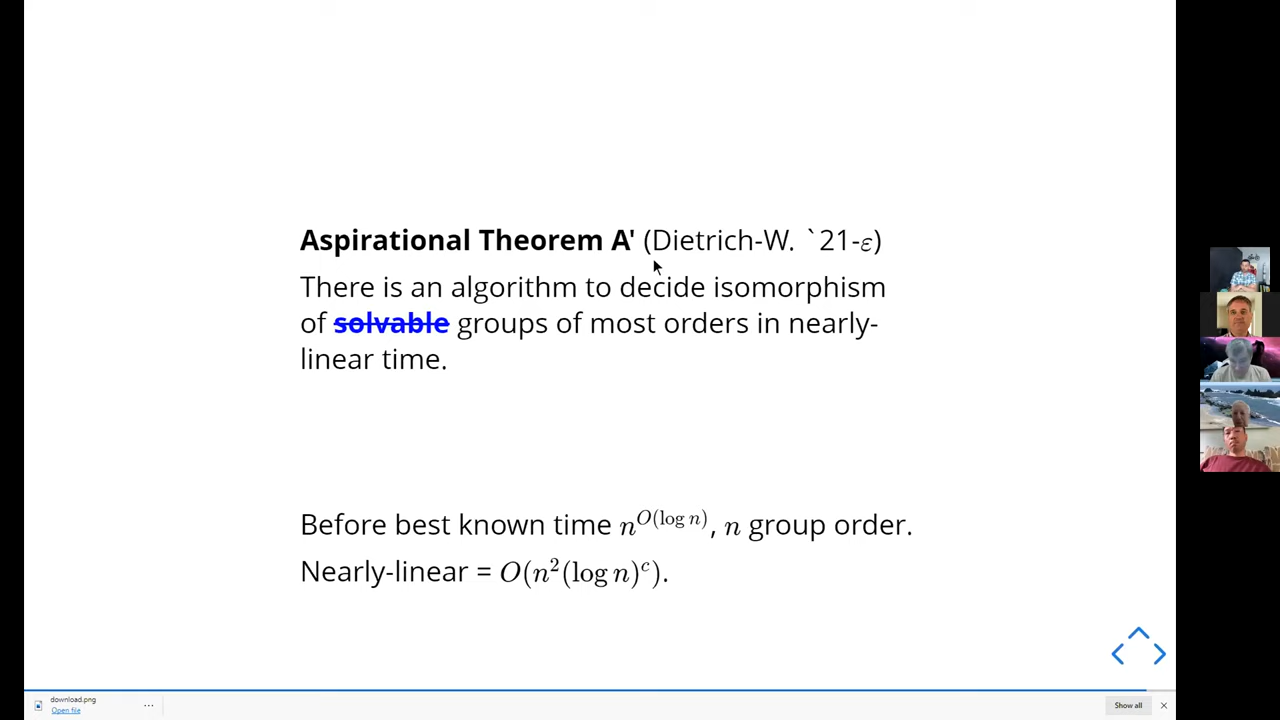 Aspirational Theorem A' (Dietrich-W. `21-ε)
There is an algorithm to decide isomorphism
of solvable groups of most orders in nearly-
linear time.
Before best known time n^{O(log n)}, n group order.
Nearly-linear = O(n²(log n)^c).
download.png
Open file
Show all